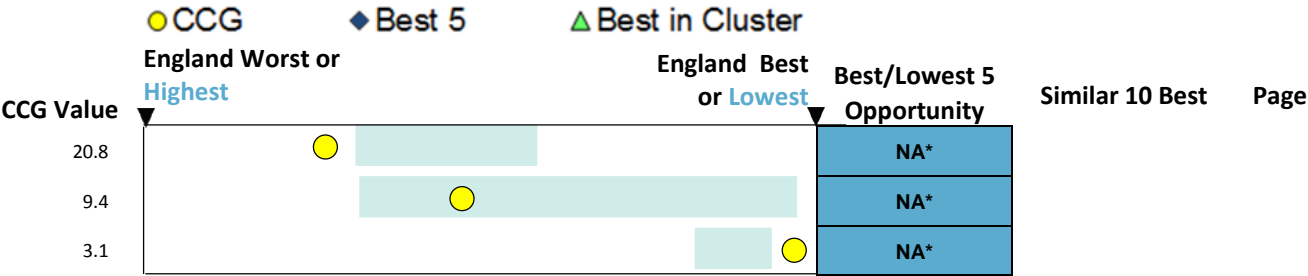 CCG Best 5 Best in Cluster
England Worst or Highest
England Best or Lowest
Best/Lowest 5 Opportunity
CCG Value Similar 10 Best Page
20.8 NA*
9.4 NA*
3.1 NA*